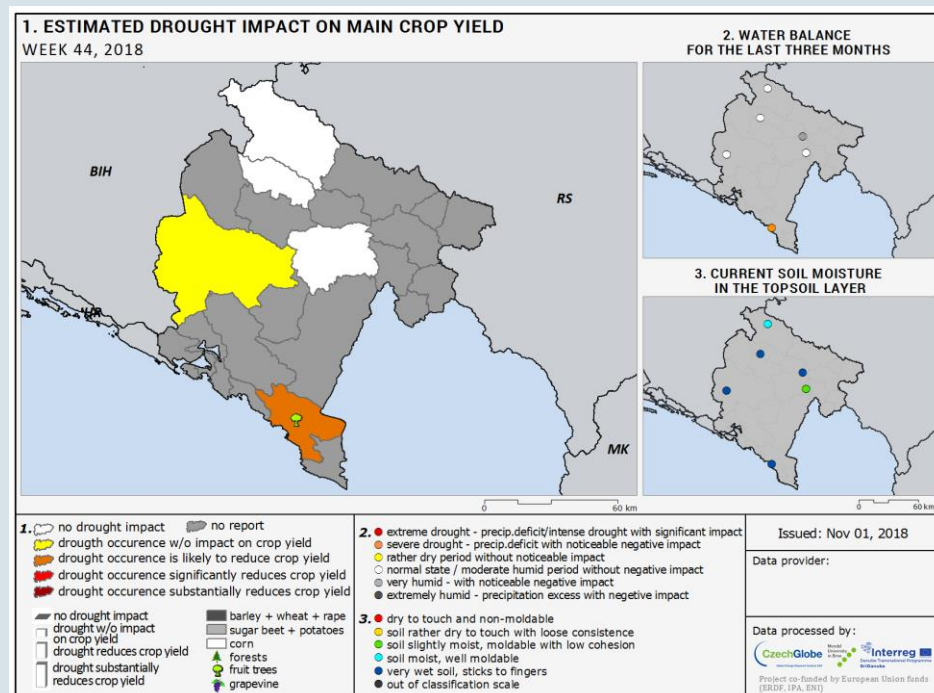 1. ESTIMATED DROUGHT IMPACT ON MAIN CROP YIELD
WEEK 44, 2018
BIH
RS
HR
MK
60 km
2. WATER BALANCE
FOR THE LAST THREE MONTHS
3. CURRENT SOIL MOISTURE
IN THE TOPSOIL LAYER
0
60 km
1. no drought impact no report
drougth occurence w/o impact on crop yield
drought occurence is likely to reduce crop yield
drought occurence significantly reduces crop yield
drought occurence substantially reduces crop yield
no drought impact
drought w/o impact
on crop yield
drought reduces crop yield
drought substantially
reduces crop yield
barley + wheat + rape
sugar beet + potatoes
corn
forests
fruit trees
grapevine
2. extreme drought - precip.deficit/intense drought with significant impact
severe drought - precip.deficit with noticeable negative impact
rather dry period without noticeable impact
normal state / moderate humid period without negative impact
very humid - with noticeable negative impact
extremely humid - precipitation excess with negetive impact
3. dry to touch and non-moldable
soil rather dry to touch with loose consistence
soil slightly moist, moldable with low cohesion
soil moist, well moldable
very wet soil, sticks to fingers
out of classification scale
Issued: Nov 01, 2018
Data provider:
Data processed by:
CzechGlobe
Mendel
University
in Brno
Interreg
Danube Transnational Programme
DriDanube
Project co-funded by European Union funds
(ERDF, IPA, ENI)